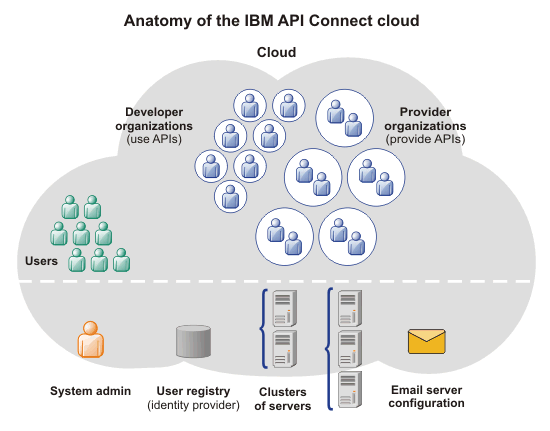 Anatomy of the IBM API Connect cloud
Cloud
Developer
organizations
(use APIs)
Provider
organizations
(provide APIs)
Users
System admin
User registry
(identity provider)
Clusters
of servers
Email server
configuration